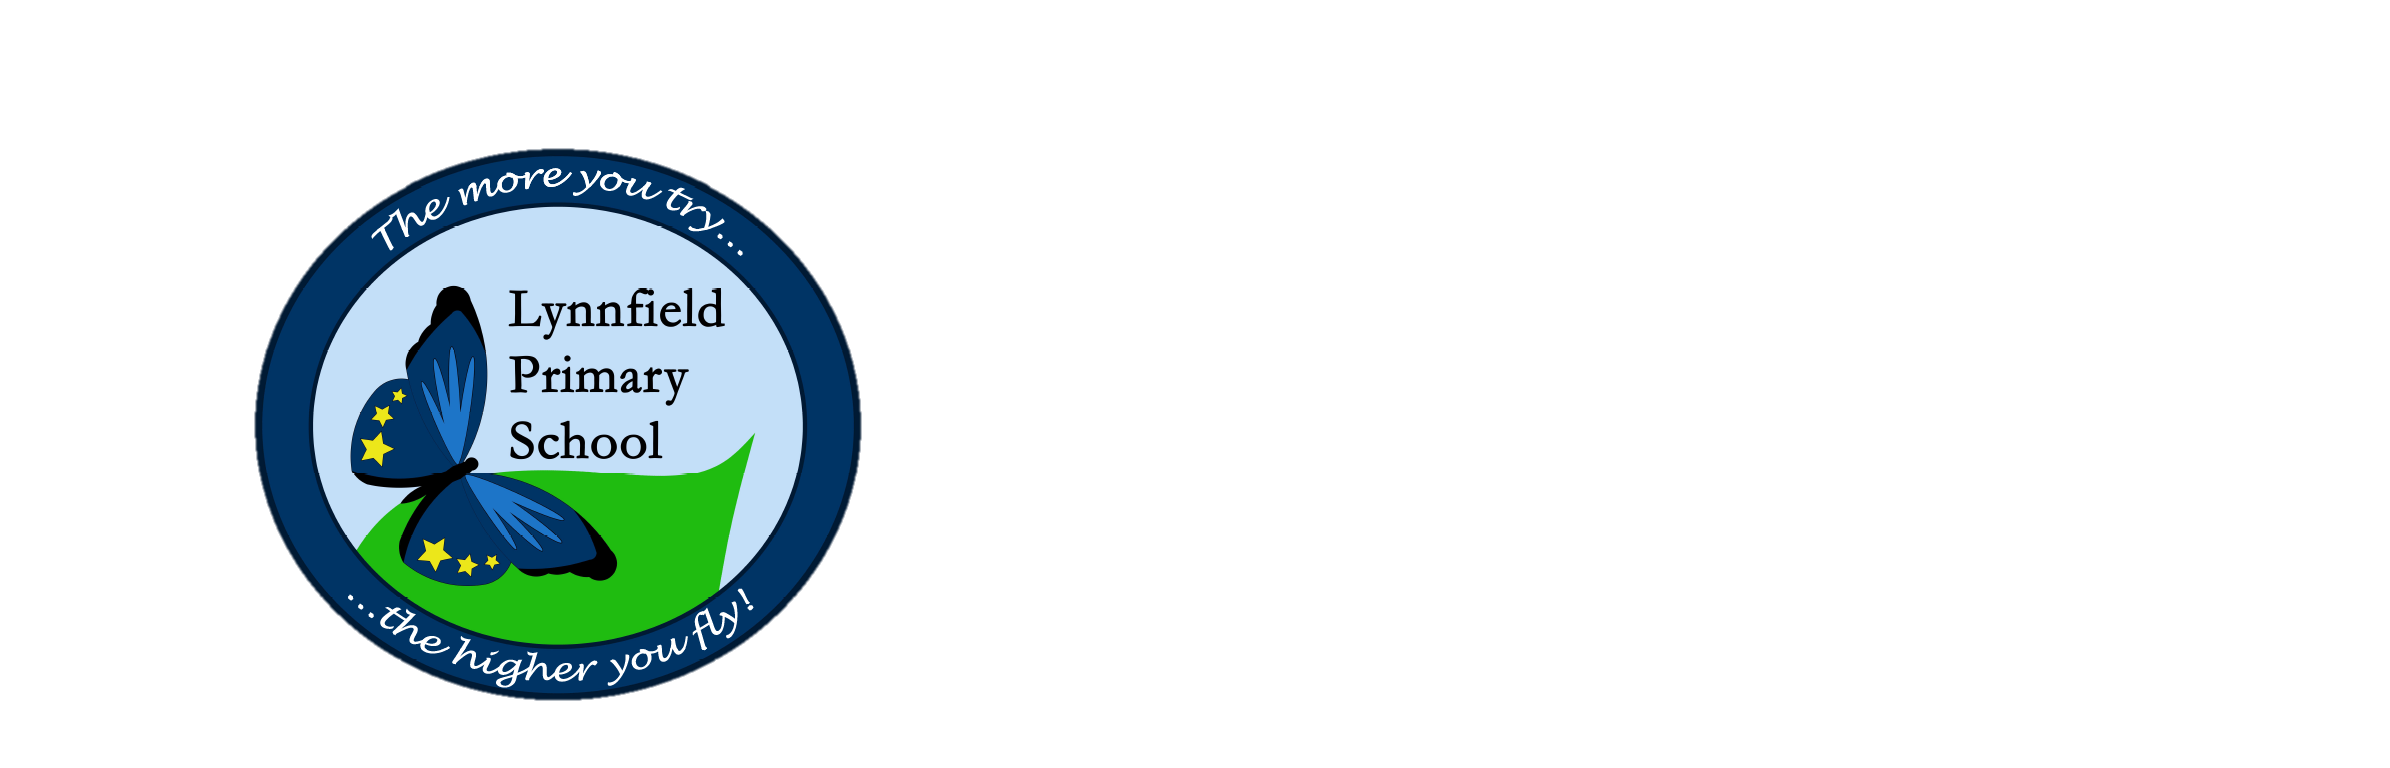 The more you try...
Lynnfield
Primary
School
...the higher you fly!